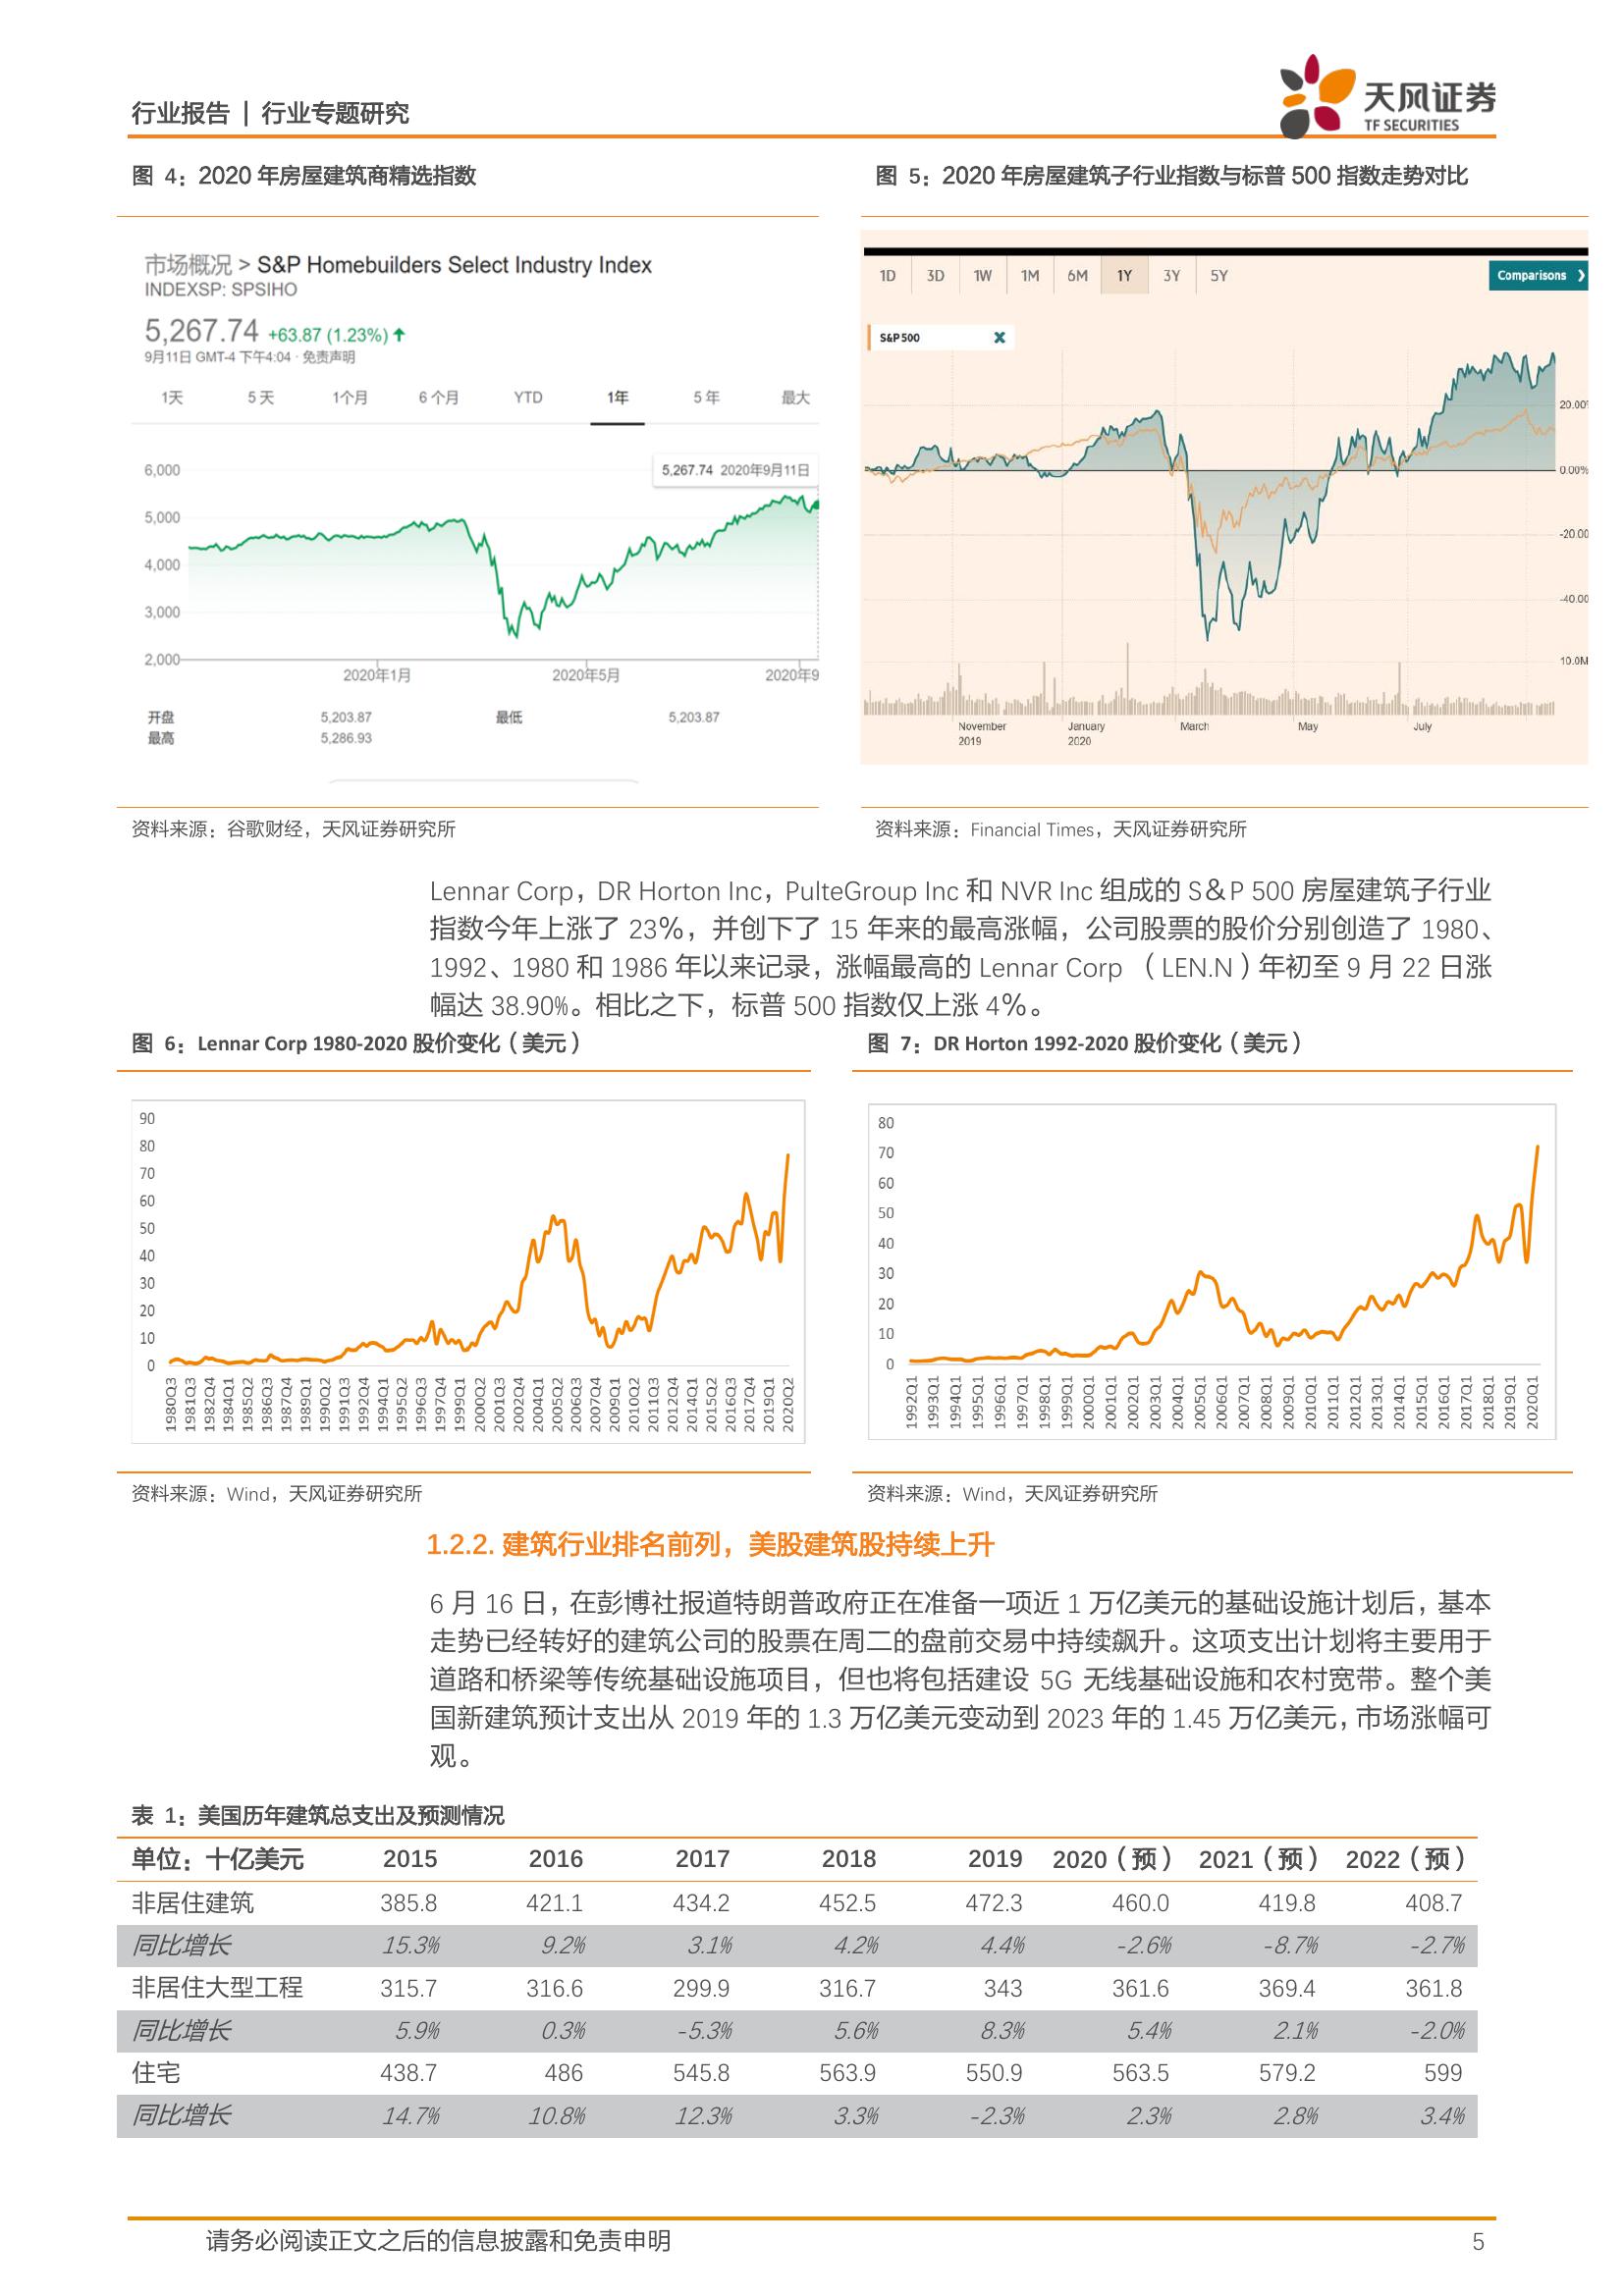 行业报告 | 行业专题研究
天风证券
TF SECURITIES
图 4：2020 年房屋建筑商精选指数
市场概况 > S&P Homebuilders Select Industry Index
INDEXSP: SPSIHO
5,267.74 +63.87 (1.23%)
9月11日 GMT-4 下午4:04 · 免责声明
1天 5天 1个月 6个月 YTD 1年 5年 最大
5,267.74 2020年9月11日
6,000
5,000
4,000
3,000
2,000
2020年1月 2020年5月 2020年9
开盘 5,203.87 最低 5,203.87
最高 5,286.93
资料来源：谷歌财经，天风证券研究所
图 5：2020 年房屋建筑子行业指数与标普 500 指数走势对比
1D 3D 1W 1M 6M 1Y 3Y 5Y Comparisons
S&P 500
20.00%
0.00%
-20.00
-40.00
10.0M
November January March May July
2019 2020
资料来源：Financial Times，天风证券研究所
Lennar Corp，DR Horton Inc，PulteGroup Inc 和 NVR Inc 组成的 S＆P 500 房屋建筑子行业
指数今年上涨了 23％，并创下了 15 年来的最高涨幅，公司股票的股价分别创造了 1980、
1992、1980 和 1986 年以来记录，涨幅最高的 Lennar Corp （LEN.N）年初至 9 月 22 日涨
幅达 38.90%。相比之下，标普 500 指数仅上涨 4％。
图 6：Lennar Corp 1980-2020 股价变化（美元）
90
80
70
60
50
40
30
20
10
0
1980Q3 1981Q3 1982Q4 1984Q1 1985Q2 1986Q3 1987Q4 1989Q1 1990Q2 1991Q3 1992Q4 1994Q1 1995Q2 1996Q3 1997Q4 1999Q1 2000Q2 2001Q3 2002Q4 2004Q1 2005Q2 2006Q3 2007Q4 2009Q1 2010Q2 2011Q3 2012Q4 2014Q1 2015Q2 2016Q3 2017Q4 2019Q1 2020Q2
资料来源：Wind，天风证券研究所
图 7：DR Horton 1992-2020 股价变化（美元）
80
70
60
50
40
30
20
10
0
1992Q1 1993Q1 1994Q1 1995Q1 1996Q1 1997Q1 1998Q1 1999Q1 2000Q1 2001Q1 2002Q1 2003Q1 2004Q1 2005Q1 2006Q1 2007Q1 2008Q1 2009Q1 2010Q1 2011Q1 2012Q1 2013Q1 2014Q1 2015Q1 2016Q1 2017Q1 2018Q1 2019Q1 2020Q1
资料来源：Wind，天风证券研究所
1.2.2. 建筑行业排名前列，美股建筑股持续上升
6 月 16 日，在彭博社报道特朗普政府正在准备一项近 1 万亿美元的基础设施计划后，基本
走势已经转好的建筑公司的股票在周二的盘前交易中持续飙升。这项支出计划将主要用于
道路和桥梁等传统基础设施项目，但也将包括建设 5G 无线基础设施和农村宽带。整个美
国新建筑预计支出从 2019 年的 1.3 万亿美元变动到 2023 年的 1.45 万亿美元，市场涨幅可
观。
表 1：美国历年建筑总支出及预测情况
单位：十亿美元 2015 2016 2017 2018 2019 2020（预） 2021（预） 2022（预）
非居住建筑 385.8 421.1 434.2 452.5 472.3 460.0 419.8 408.7
同比增长 15.3% 9.2% 3.1% 4.2% 4.4% -2.6% -8.7% -2.7%
非居住大型工程 315.7 316.6 299.9 316.7 343 361.6 369.4 361.8
同比增长 5.9% 0.3% -5.3% 5.6% 8.3% 5.4% 2.1% -2.0%
住宅 438.7 486 545.8 563.9 550.9 563.5 579.2 599
同比增长 14.7% 10.8% 12.3% 3.3% -2.3% 2.3% 2.8% 3.4%
请务必阅读正文之后的信息披露和免责申明 5